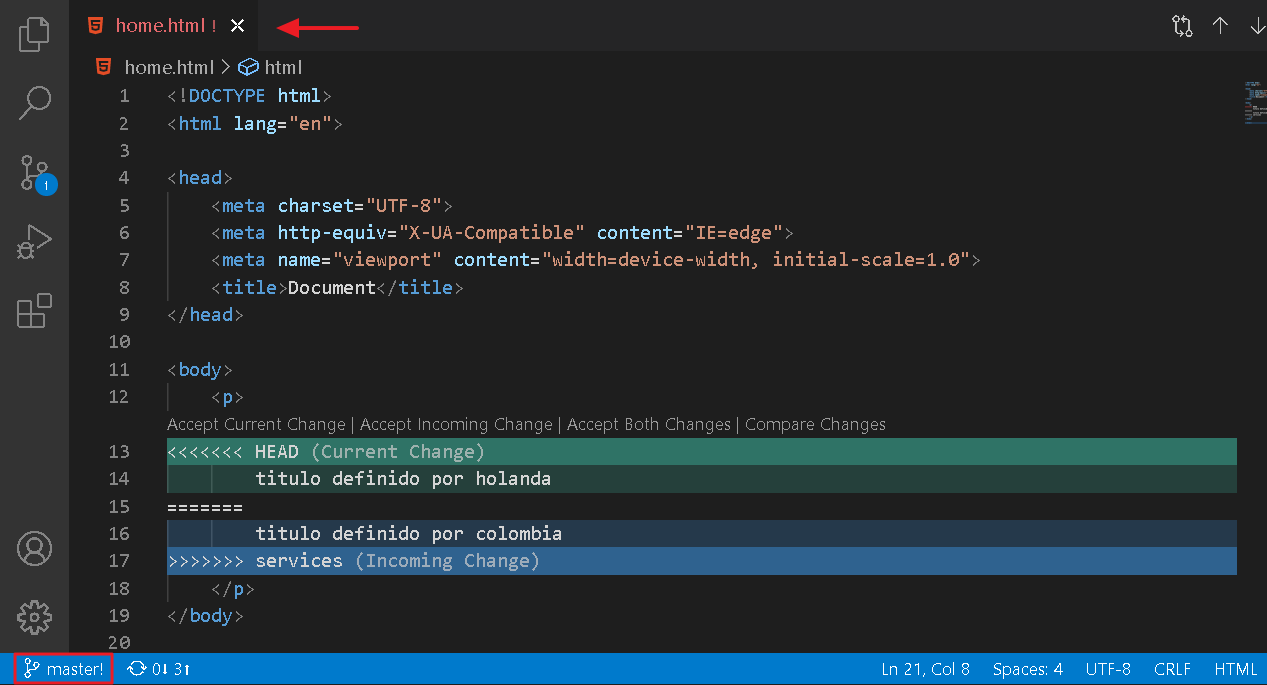 home.html !
home.html > html
1 <!DOCTYPE html>
2 <html lang="en">
3
4 <head>
5 <meta charset="UTF-8">
6 <meta http-equiv="X-UA-Compatible" content="IE=edge">
7 <meta name="viewport" content="width=device-width, initial-scale=1.0">
8 <title>Document</title>
9 </head>
10
11 <body>
12 <p>
Accept Current Change | Accept Incoming Change | Accept Both Changes | Compare Changes
13 <<<<<<< HEAD (Current Change)
14 titulo definido por holanda
15 =======
16 titulo definido por colombia
17 >>>>>>> services (Incoming Change)
18 </p>
19 </body>
20
1
master! 0↓ 3↑ Ln 21, Col 8 Spaces: 4 UTF-8 CRLF HTML